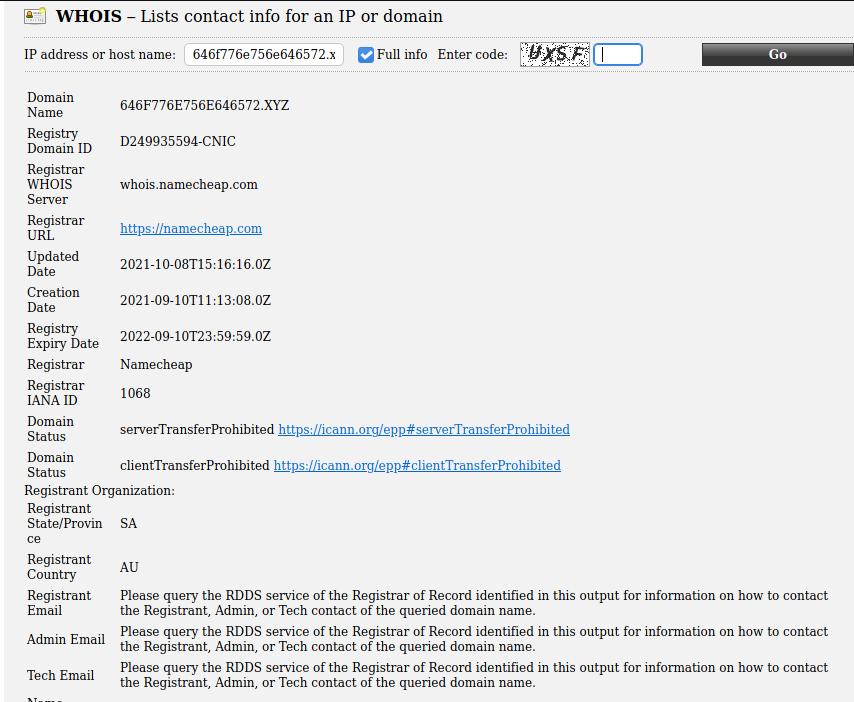 WHOIS – Lists contact info for an IP or domain
IP address or host name: 646f776e756e646572.x Full info Enter code: UXSF Go
Domain
Name
646F776E756E646572.XYZ
Registry
Domain ID
D249935594-CNIC
Registrar
WHOIS
Server
whois.namecheap.com
Registrar
URL
https://namecheap.com
Updated
Date
2021-10-08T15:16:16.0Z
Creation
Date
2021-09-10T11:13:08.0Z
Registry
Expiry Date
2022-09-10T23:59:59.0Z
Registrar
Namecheap
Registrar
IANA ID
1068
Domain
Status
serverTransferProhibited https://icann.org/epp#serverTransferProhibited
Domain
Status
clientTransferProhibited https://icann.org/epp#clientTransferProhibited
Registrant Organization:
Registrant
State/Provin
ce
SA
Registrant
Country
AU
Registrant
Email
Please query the RDDS service of the Registrar of Record identified in this output for information on how to contact
the Registrant, Admin, or Tech contact of the queried domain name.
Admin Email
Please query the RDDS service of the Registrar of Record identified in this output for information on how to contact
the Registrant, Admin, or Tech contact of the queried domain name.
Tech Email
Please query the RDDS service of the Registrar of Record identified in this output for information on how to contact
the Registrant, Admin, or Tech contact of the queried domain name.
Name